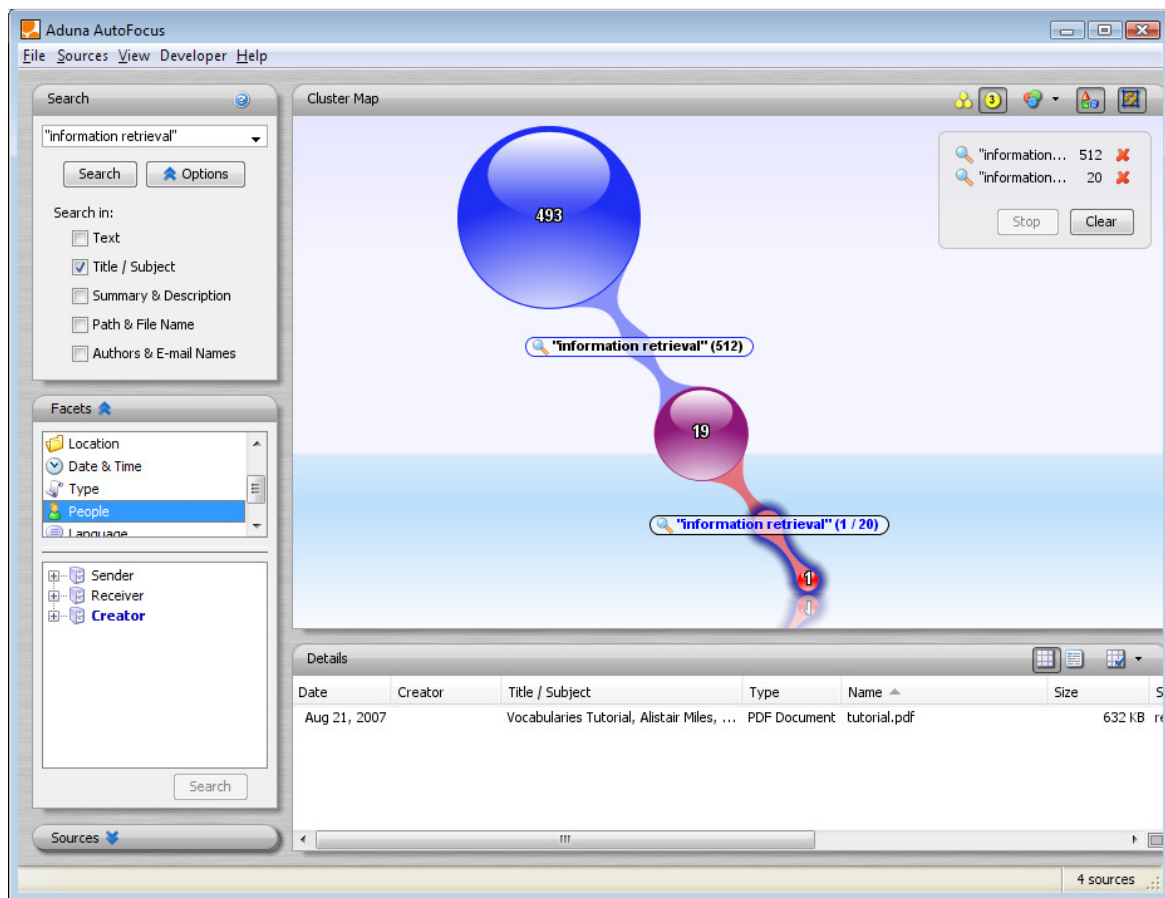 Aduna AutoFocus
File Sources View Developer Help
Search
"information retrieval"
Search
Options
Search in:
Text
Title / Subject
Summary & Description
Path & File Name
Authors & E-mail Names
Facets
Location
Date & Time
Type
People
Language
Sender
Receiver
Creator
Search
Sources
Cluster Map
3
"information... 512
"information... 20
Stop
Clear
493
"information retrieval" (512)
19
"information retrieval" (1 / 20)
1
Details
Date Creator Title / Subject Type Name Size S
Aug 21, 2007 Vocabularies Tutorial, Alistair Miles, ... PDF Document tutorial.pdf 632 KB re
4 sources